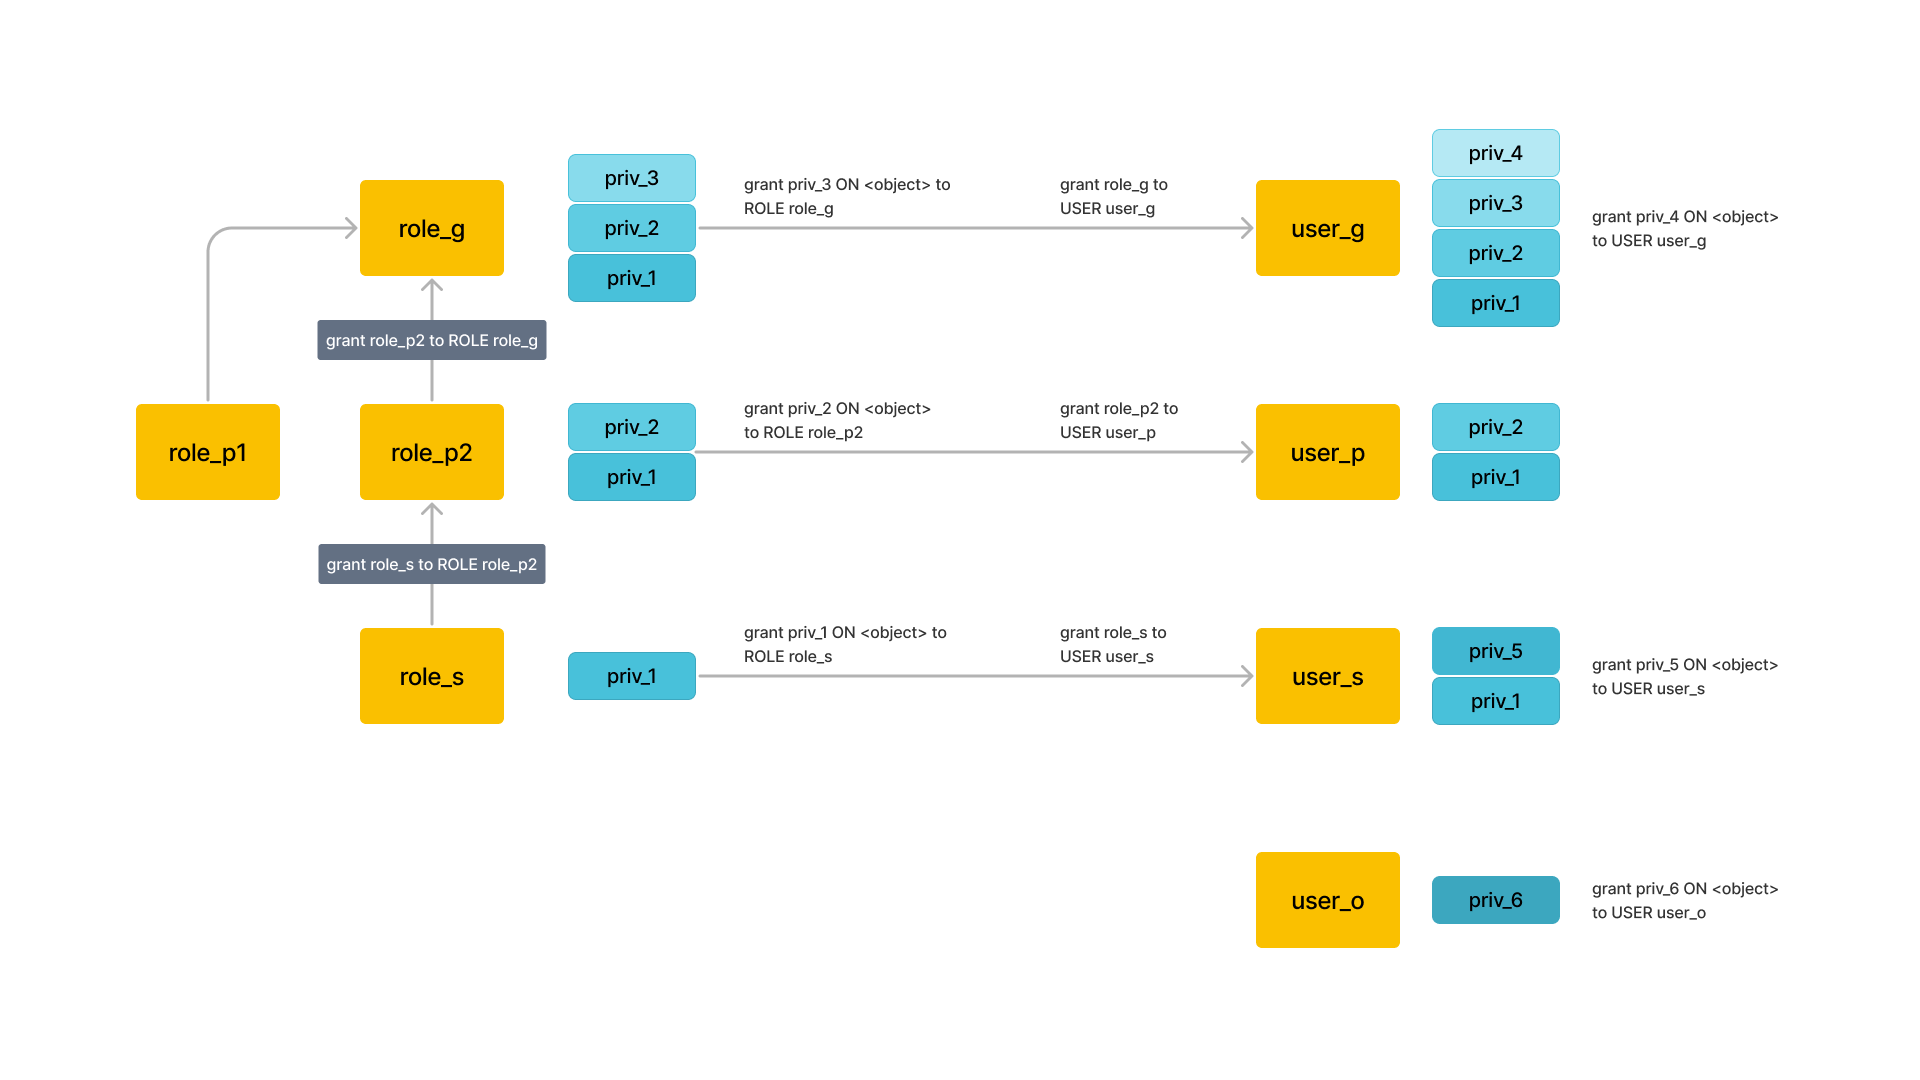 priv_4
priv_3
grant priv_3 ON <object> to
ROLE role_g
grant role_g to
USER user_g
role_g
priv_2
user_g
priv_3
priv_2
priv_1
priv_1
grant priv_4 ON <object>
to USER user_g
grant role_p2 to ROLE role_g
role_p1
role_p2
priv_2
priv_1
grant priv_2 ON <object>
to ROLE role_p2
grant role_p2 to
USER user_p
user_p
priv_2
priv_1
grant role_s to ROLE role_p2
role_s
priv_1
grant priv_1 ON <object> to
ROLE role_s
grant role_s to
USER user_s
user_s
priv_5
priv_1
grant priv_5 ON <object>
to USER user_s
user_o
priv_6
grant priv_6 ON <object>
to USER user_o